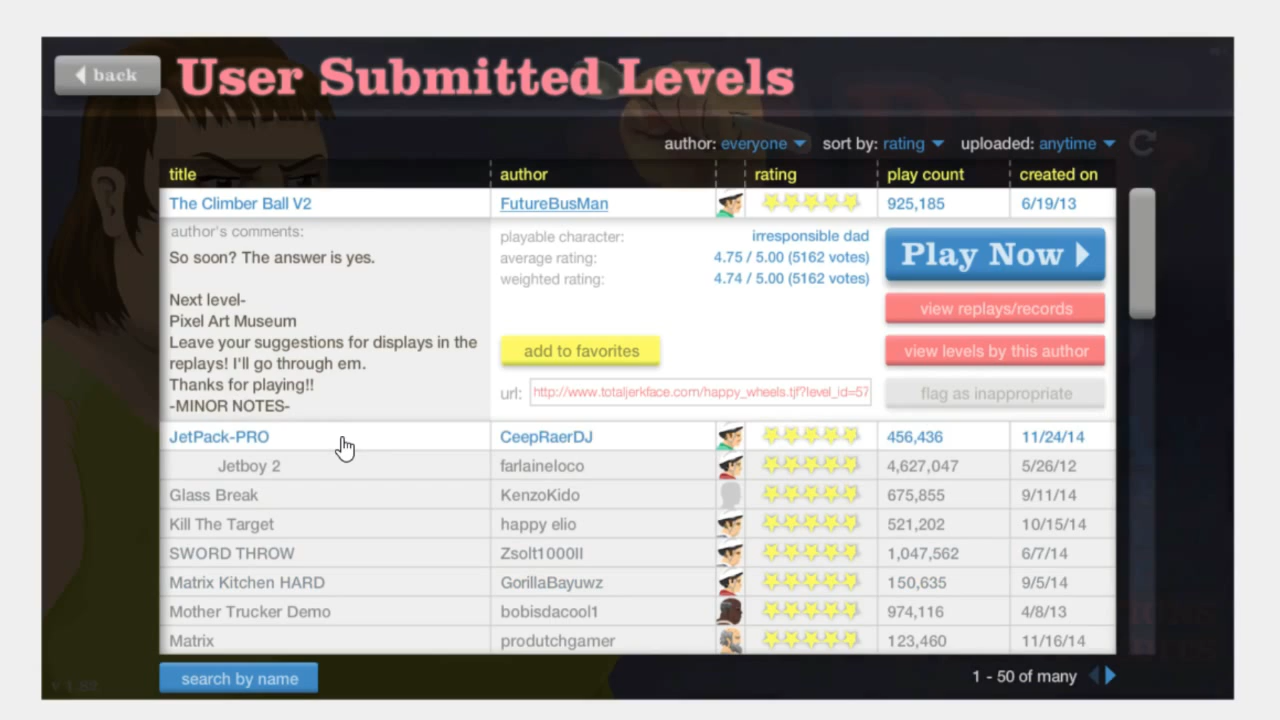 back
User Submitted Levels
author: everyone sort by: rating uploaded: anytime
title author rating play count created on
The Climber Ball V2 FutureBusMan 925,185 6/19/13
author's comments:
So soon? The answer is yes.
Next level-
Pixel Art Museum
Leave your suggestions for displays in the
replays! I'll go through em.
Thanks for playing!!
-MINOR NOTES-
playable character: irresponsible dad
average rating: 4.75 / 5.00 (5162 votes)
weighted rating: 4.74 / 5.00 (5162 votes)
add to favorites
url: http://www.totaljerkface.com/happy_wheels.tjf?level_id=57
Play Now
view replays/records
view levels by this author
flag as inappropriate
JetPack-PRO CeepRaerDJ 456,436 11/24/14
Jetboy 2 farlaineloco 4,627,047 5/26/12
Glass Break KenzoKido 675,855 9/11/14
Kill The Target happy elio 521,202 10/15/14
SWORD THROW Zsolt1000II 1,047,562 6/7/14
Matrix Kitchen HARD GorillaBayuwz 150,635 9/5/14
Mother Trucker Demo bobisdacool1 974,116 4/8/13
Matrix produtchgamer 123,460 11/16/14
search by name
1 - 50 of many
v 1.82